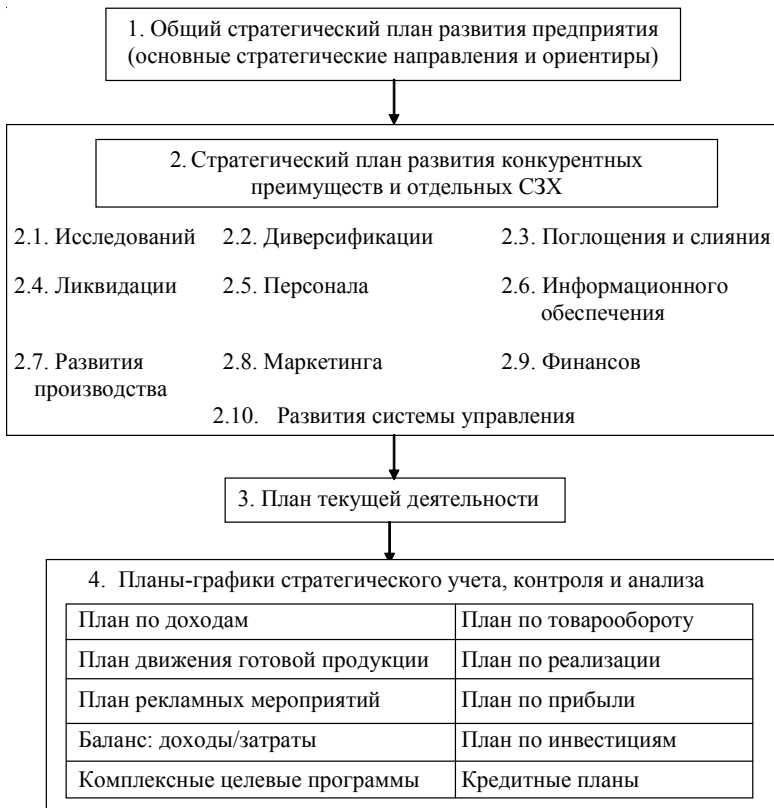 1. Общий стратегический план развития предприятия
(основные стратегические направления и ориентиры)
2. Стратегический план развития конкурентных
преимуществ и отдельных СЗХ
2.1. Исследований 2.2. Диверсификации 2.3. Поглощения и слияния
2.4. Ликвидации 2.5. Персонала 2.6. Информационного
обеспечения
2.7. Развития 2.8. Маркетинга 2.9. Финансов
производства
2.10. Развития системы управления
3. План текущей деятельности
4. Планы-графики стратегического учета, контроля и анализа
План по доходам План по товарообороту
План движения готовой продукции План по реализации
План рекламных мероприятий План по прибыли
Баланс: доходы/затраты План по инвестициям
Комплексные целевые программы Кредитные планы